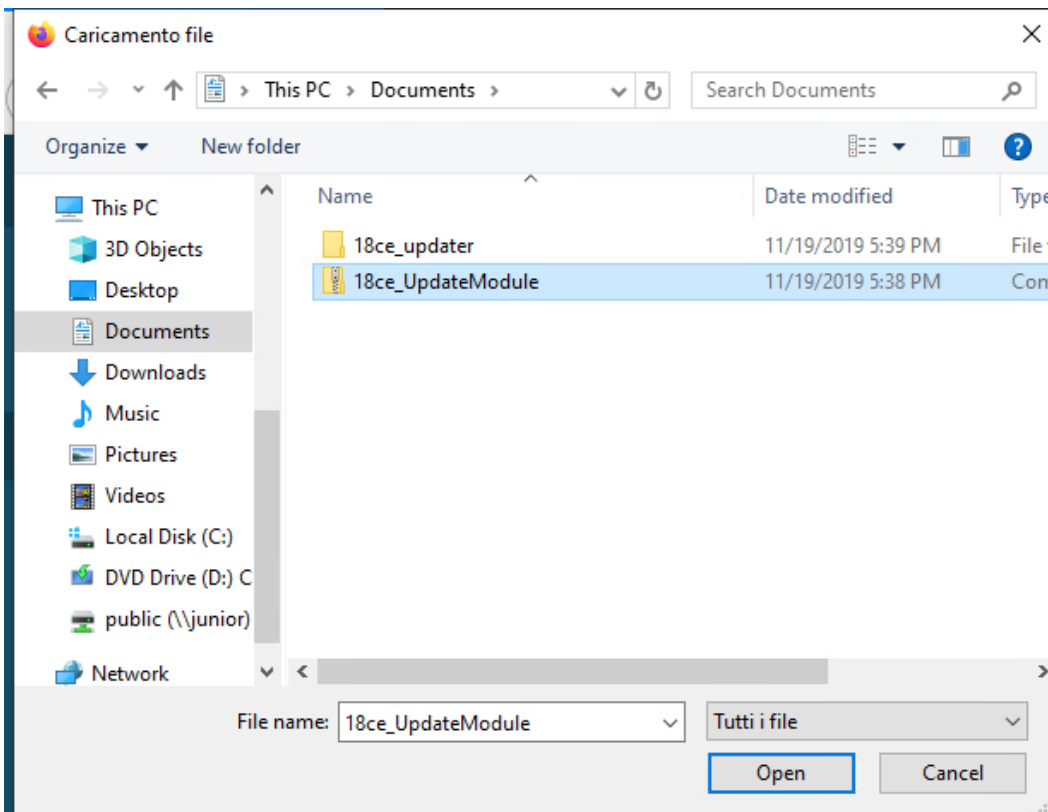 Caricamento file
This PC > Documents >
Search Documents
Organize
New folder
?
Name
Date modified
Type
This PC
3D Objects
Desktop
Documents
Downloads
Music
Pictures
Videos
Local Disk (C:)
DVD Drive (D:) C
public (\\junior)
Network
18ce_updater
11/19/2019 5:39 PM
File
18ce_UpdateModule
11/19/2019 5:38 PM
Com
File name:
18ce_UpdateModule
Tutti i file
Open
Cancel